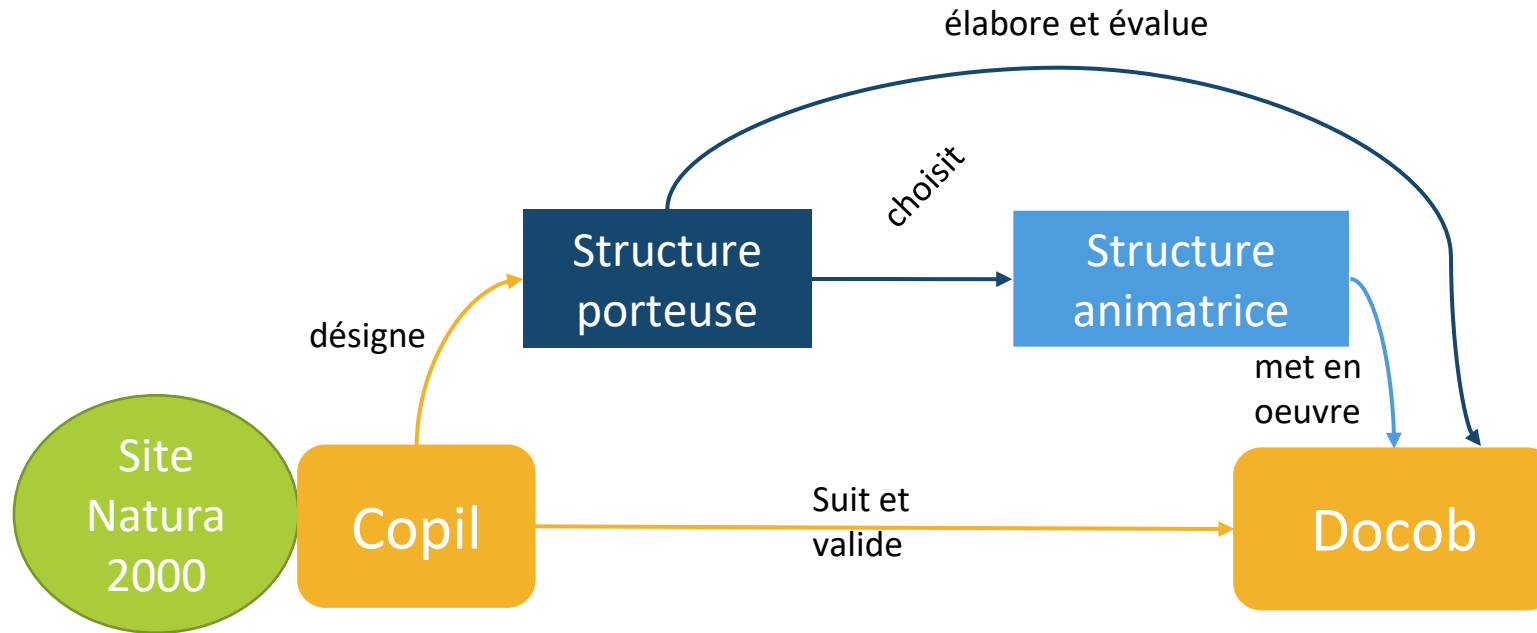 élabore et évalue
choisit
Structure
porteuse
Structure
animatrice
désigne
met en
oeuvre
Site
Natura
2000
Copil
Suit et
valide
Docob